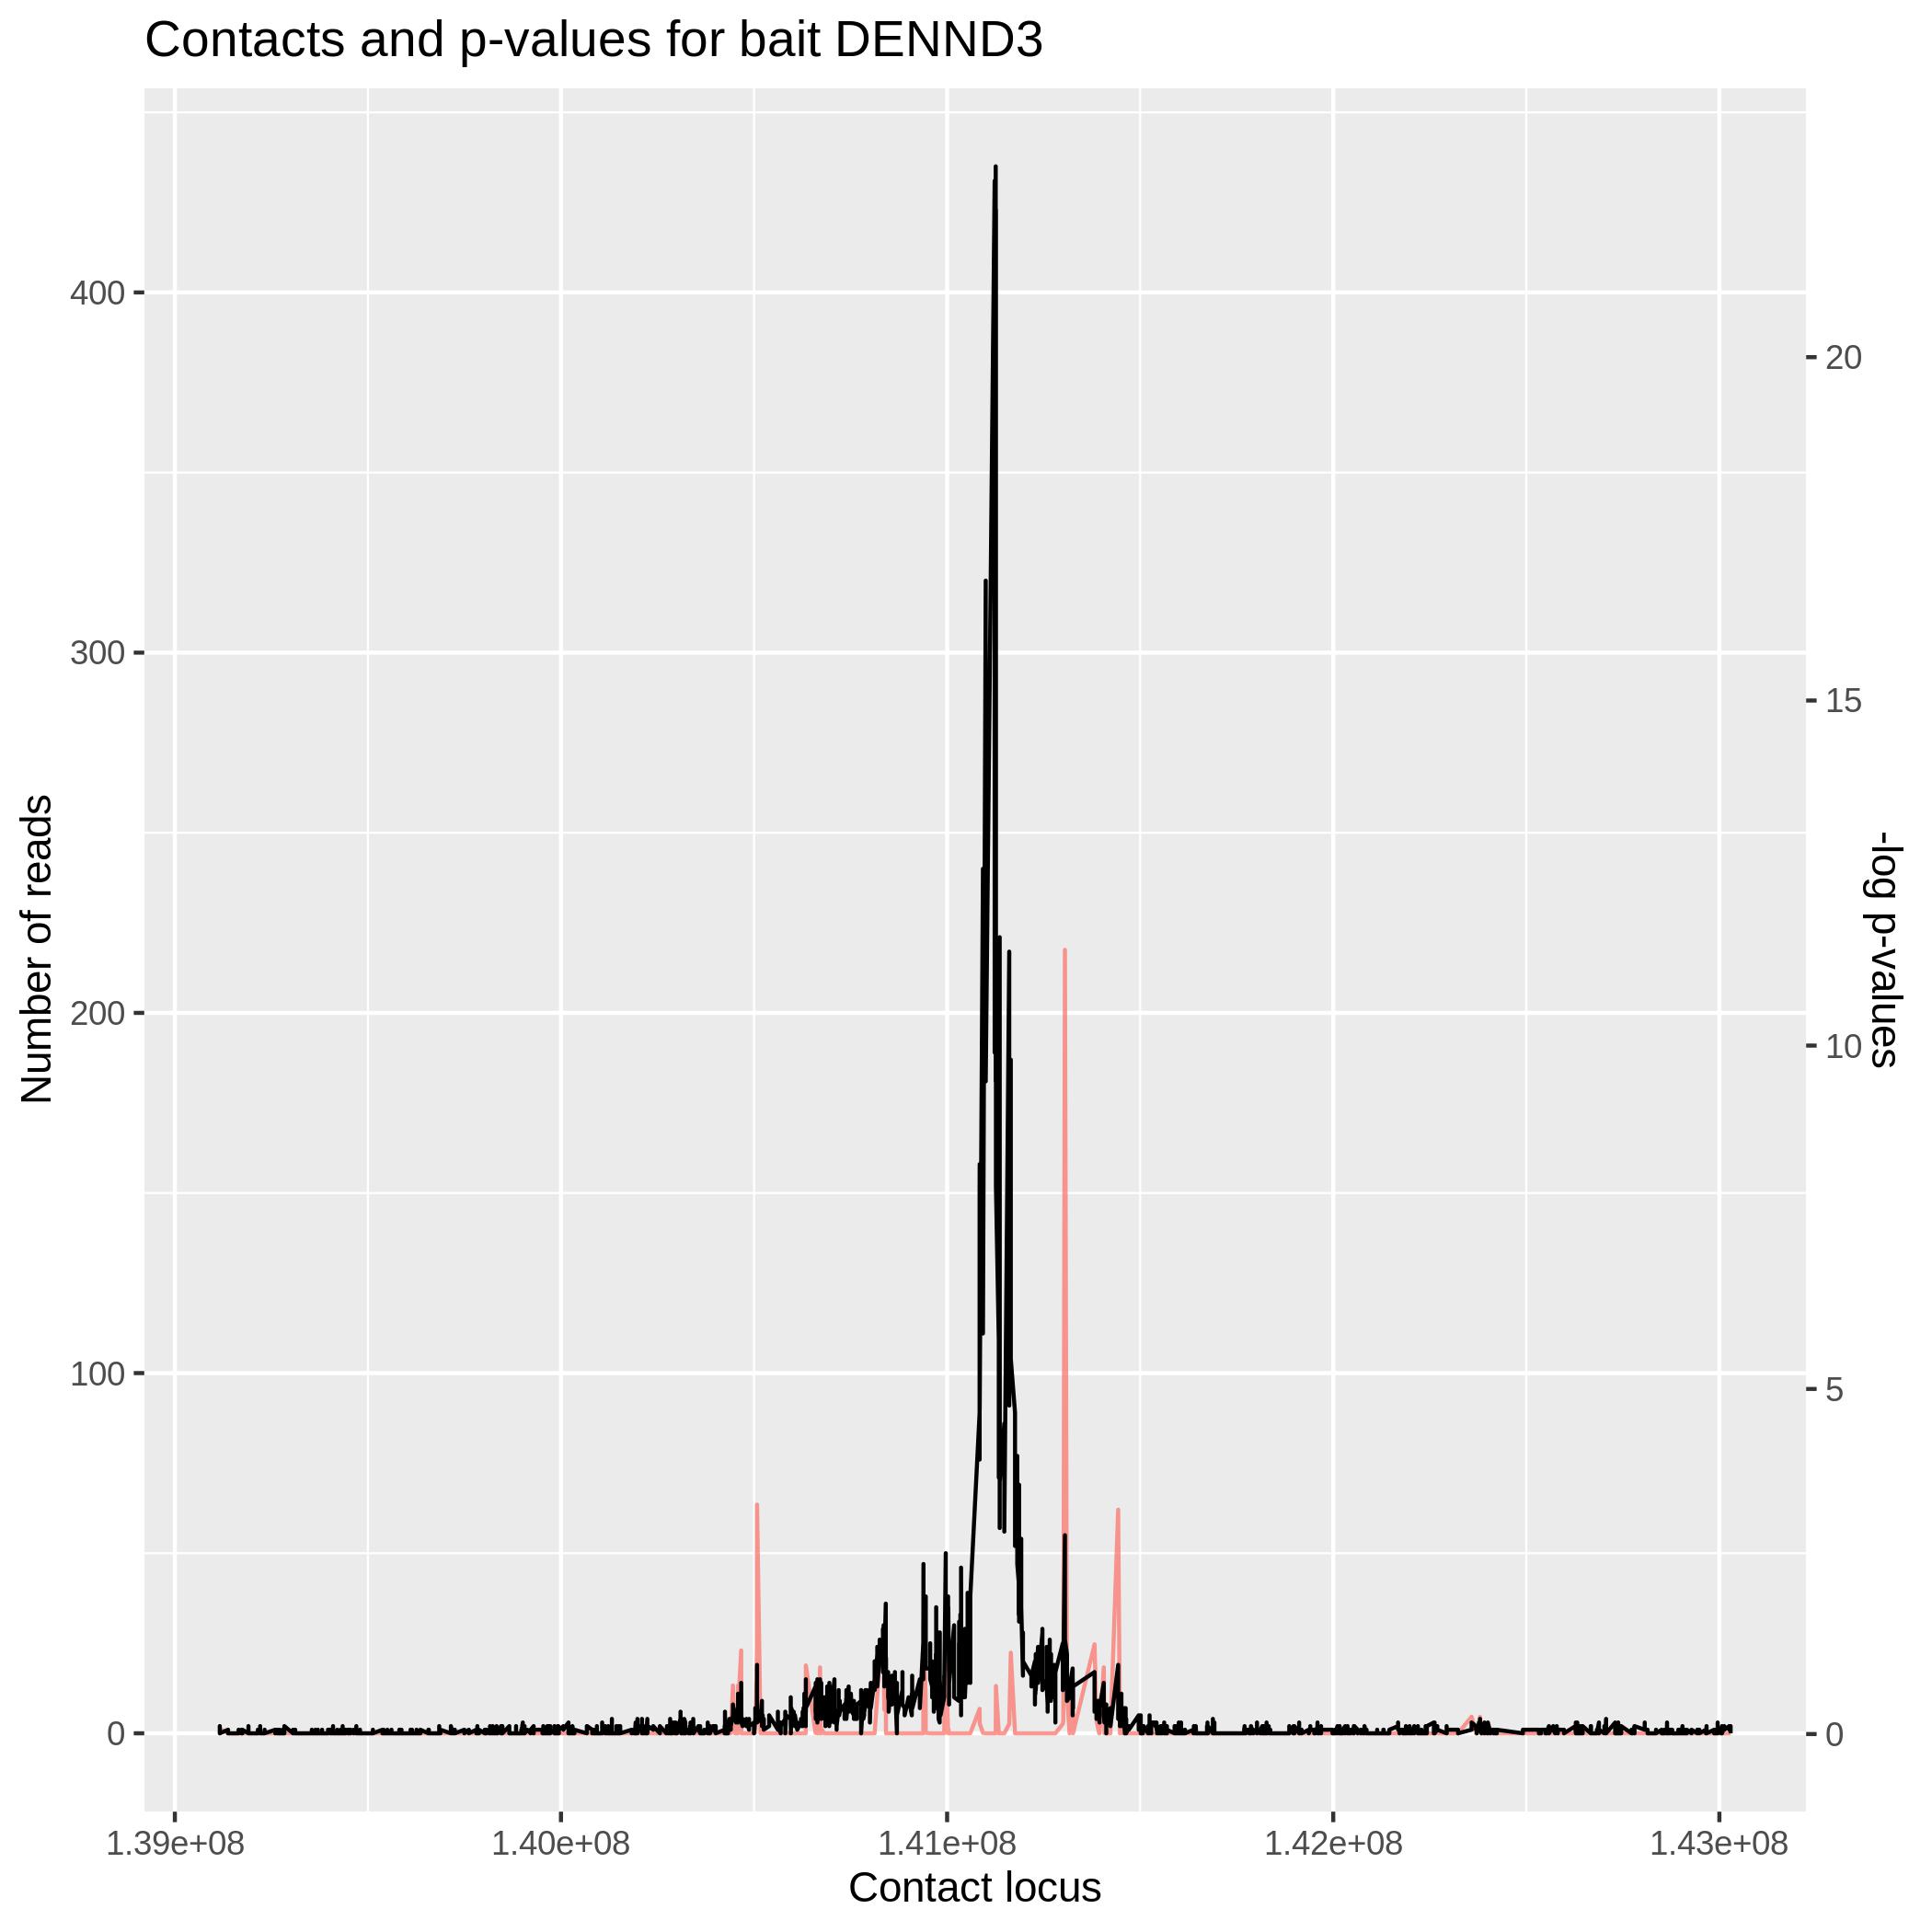 Contacts and p-values for bait DENND3
400
300
200
100
0
Number of reads
20
15
10
5
0
-log p-values
1.39e+08
1.40e+08
1.41e+08
1.42e+08
1.43e+08
Contact locus